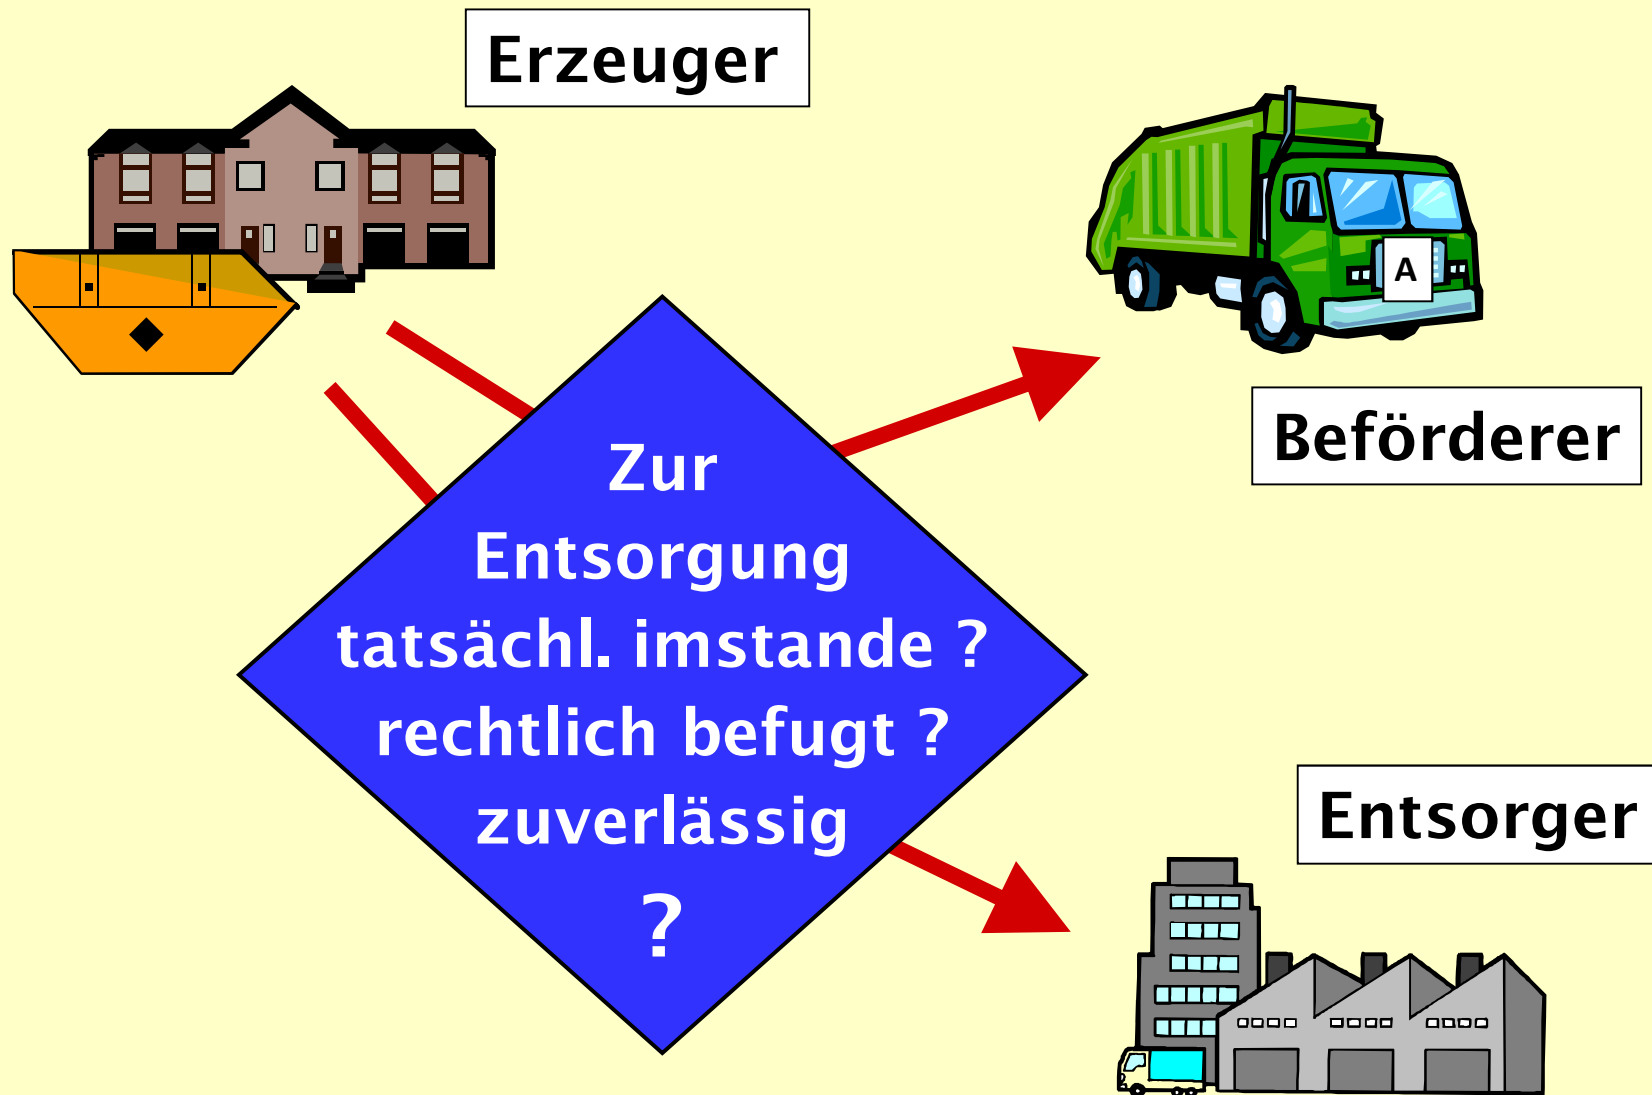 Erzeuger
A
Beförderer
Zur
Entsorgung
tatsächl. imstande ?
rechtlich befugt ?
zuverlässig
?
Entsorger